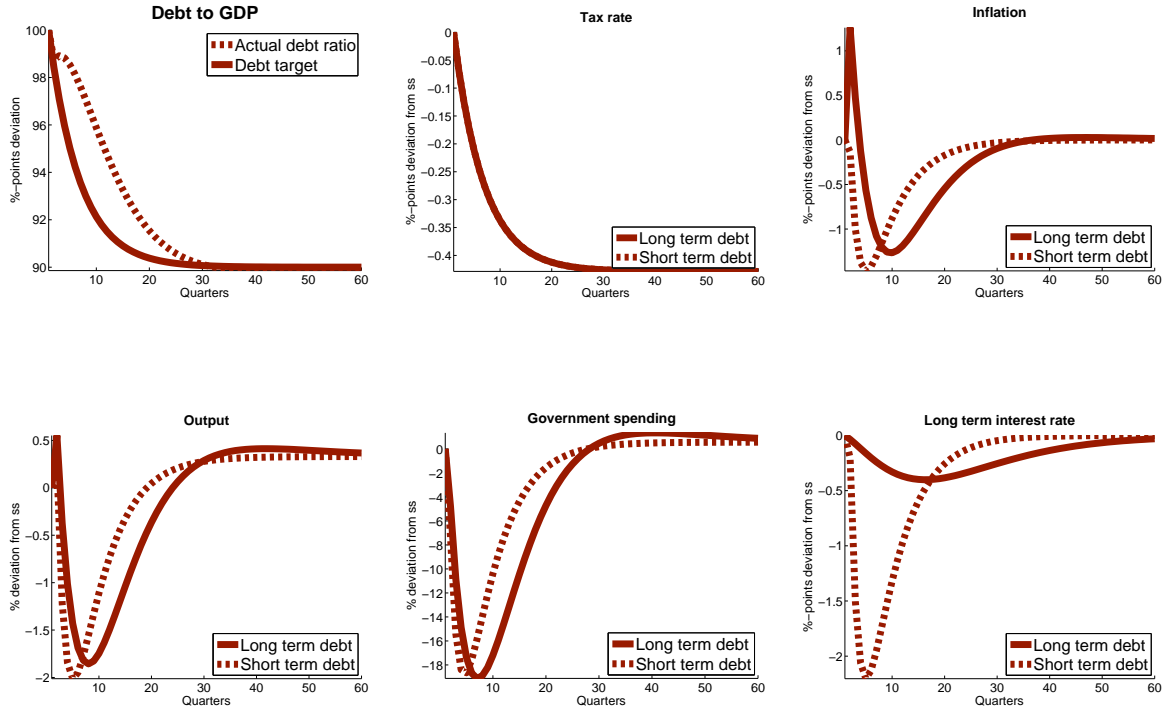 Debt to GDP
%−points deviation
100
98
96
94
92
90
10
20
30
40
50
60
Quarters
Actual debt ratio
Debt target
Tax rate
%−points deviation from ss
0
−0.05
−0.1
−0.15
−0.2
−0.25
−0.3
−0.35
−0.4
10
20
30
40
50
60
Quarters
Long term debt
Short term debt
Inflation
%−points deviation from ss
1
0.5
0
−0.5
−1
10
20
30
40
50
60
Quarters
Long term debt
Short term debt
Output
% deviation from ss
0.5
0
−0.5
−1
−1.5
−2
10
20
30
40
50
60
Quarters
Long term debt
Short term debt
Government spending
% deviation from ss
0
−2
−4
−6
−8
−10
−12
−14
−16
−18
10
20
30
40
50
60
Quarters
Long term debt
Short term debt
Long term interest rate
%−points deviation from ss
0
−0.5
−1
−1.5
−2
10
20
30
40
50
60
Quarters
Long term debt
Short term debt